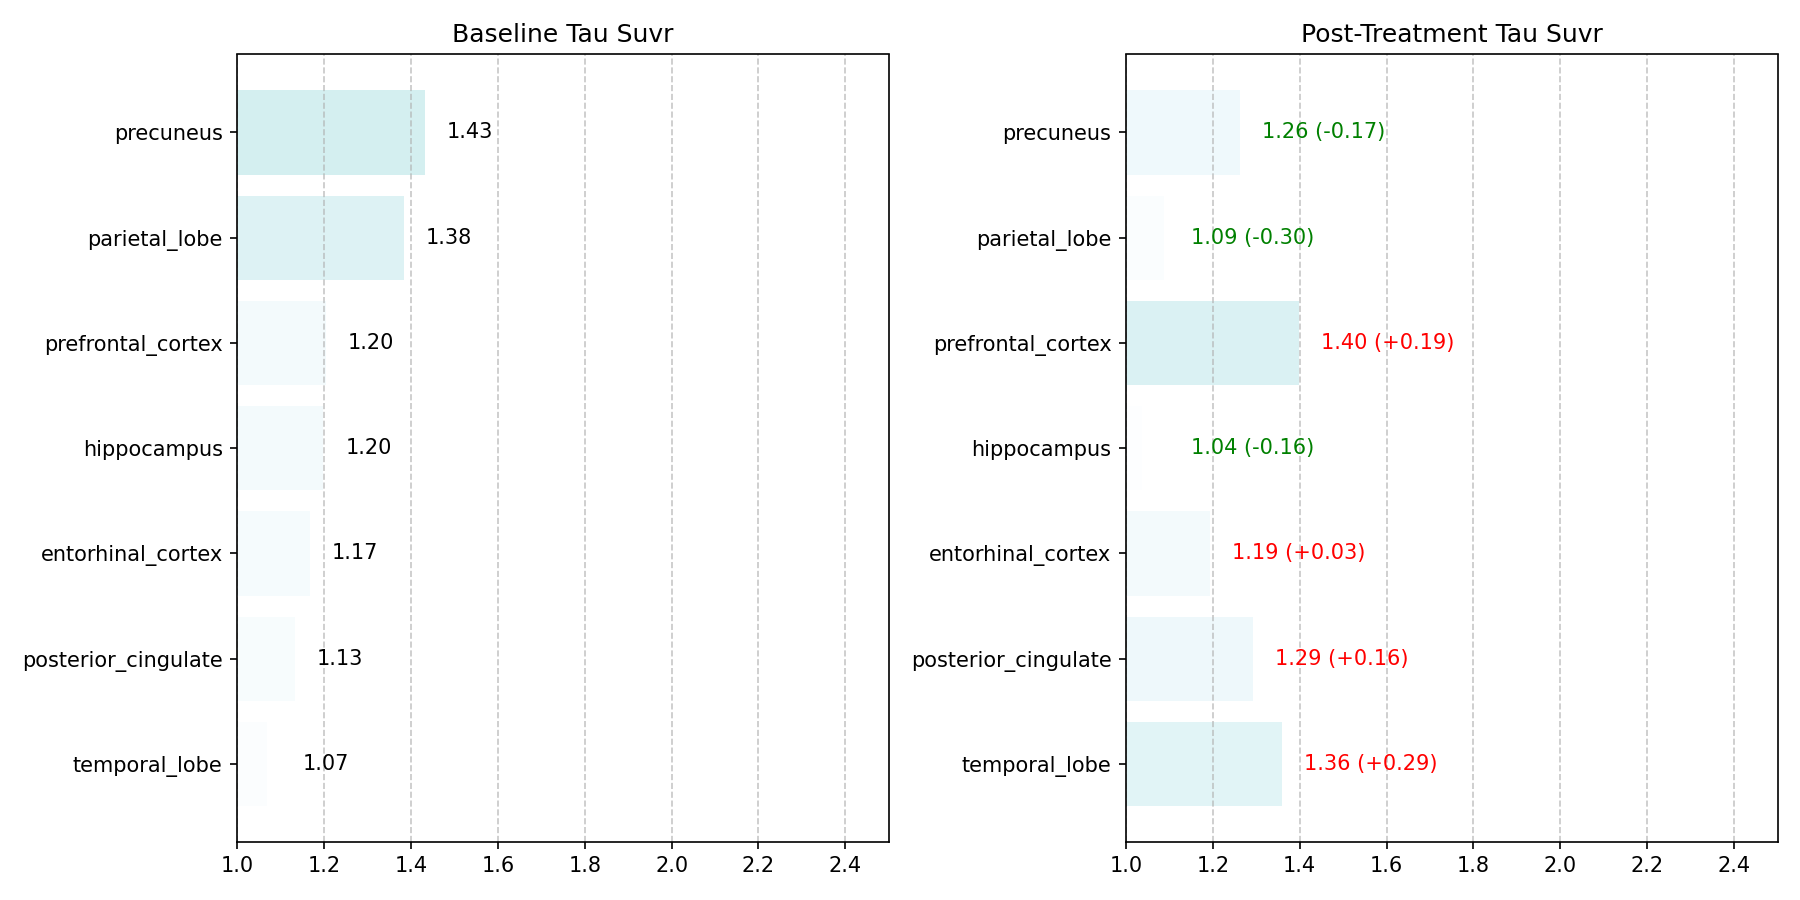 Baseline Tau Suvr
precuneus 1.43
parietal_lobe 1.38
prefrontal_cortex 1.20
hippocampus 1.20
entorhinal_cortex 1.17
posterior_cingulate 1.13
temporal_lobe 1.07
1.0 1.2 1.4 1.6 1.8 2.0 2.2 2.4
Post-Treatment Tau Suvr
precuneus 1.26 (-0.17)
parietal_lobe 1.09 (-0.30)
prefrontal_cortex 1.40 (+0.19)
hippocampus 1.04 (-0.16)
entorhinal_cortex 1.19 (+0.03)
posterior_cingulate 1.29 (+0.16)
temporal_lobe 1.36 (+0.29)
1.0 1.2 1.4 1.6 1.8 2.0 2.2 2.4